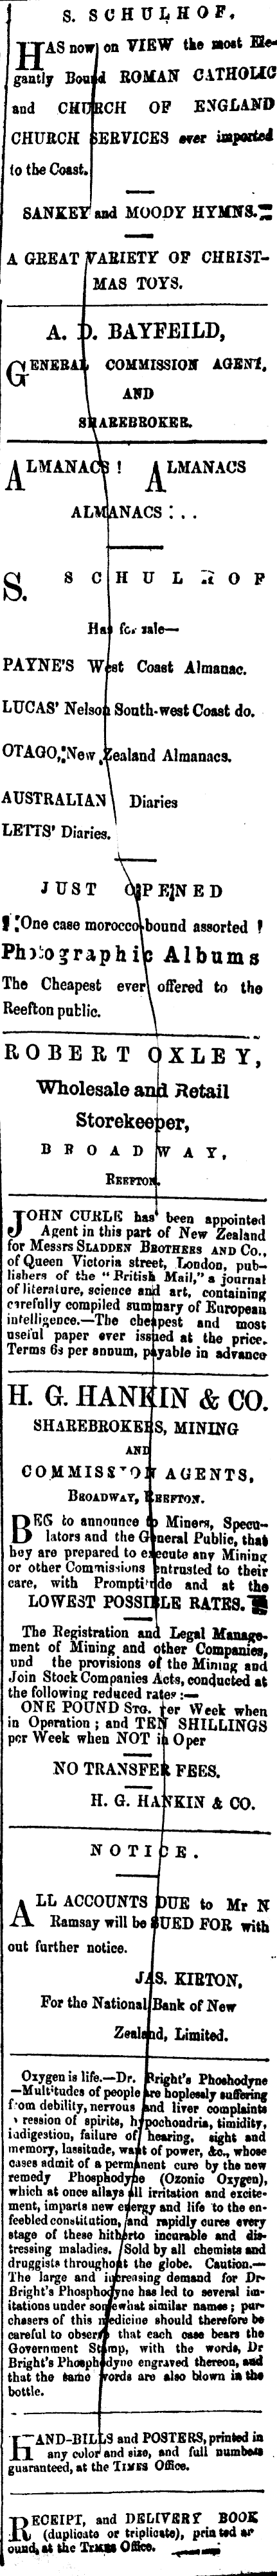 S. SCHULHOF,
HAS now on VIEW the most Ele-
gantly Bound ROMAN CATHOLIC
and CHURCH OF ENGLAND
CHURCH SERVICES ever imported
to the Coast.
SANKEY and MOODY HYMNS.
A GREAT VARIETY OF CHRIST-
MAS TOYS.
A. D. BAYFEILD,
GENERAL COMMISSION AGENT,
AND
SHAREBROKER.
ALMANACS! ALMANACS
ALMANACS
S. SCHULHOF
Has for sale—
PAYNE'S West Coast Almanac.
LUCAS' Nelson South-west Coast do.
OTAGO, New Zealand Almanacs.
AUSTRALIAN Diaries
LETTS' Diaries.
JUST OPENED
One case morocco bound assorted !
Photographic Albums
The Cheapest ever offered to the
Reefton public.
ROBERT OXLEY,
Wholesale and Retail
Storekeeper,
BROADWAY,
REEFTON.
JOHN CURLE has been appointed
Agent in this part of New Zealand
for Messrs SLADDEN BROTHERS AND CO.,
of Queen Victoria street, London, pub-
lishers of the "British Mail," a journal
of literature, science and art, containing
carefully compiled summary of European
intelligence.—The cheapest and most
useful paper ever issued at the price.
Terms 6s per annum, payable in advance
H. G. HANKIN & CO.
SHAREBROKERS, MINING
AND
COMMISSION AGENTS,
BROADWAY, REEFTON.
BEG to announce to Miners, Specu-
lators and the General Public, that
hey are prepared to execute any Mining
or other Commissions entrusted to their
care, with Promptitude and at the
LOWEST POSSIBLE RATES.
The Registration and Legal Manage-
ment of Mining and other Companies,
und the provisions of the Mining and
Join Stock Companies Acts, conducted at
the following reduced rates:—
ONE POUND STG. per Week when
in Operation; and TEN SHILLINGS
per Week when NOT in Oper
NO TRANSFER FEES.
H. G. HANKIN & CO.
NOTICE.
ALL ACCOUNTS DUE to Mr N
Ramsay will be SUED FOR with
out further notice.
JAS. KIRTON,
For the National Bank of New
Zealand, Limited.
Oxygen is life.—Dr. Bright's Phoshodyne
—Multitudes of people are hoplessly suffering
from debility, nervous and liver complaints
ression of spirits, hypochondria, timidity,
indigestion, failure of hearing, sight and
memory, lassitude, want of power, &c., whose
cases admit of a permanent cure by the new
remedy Phosphodyne (Ozonic Oxygen),
which at once allays all irritation and excite-
ment, imparts new energy and life to the en-
feebled constitution, and rapidly cures every
stage of these hitherto incurable and dis-
tressing maladies. Sold by all chemists and
druggists throughout the globe. Caution.—
The large and increasing demand for Dr
Bright's Phosphodyne has led to several im-
itations under somewhat similar names; pur-
chasers of this medicine should therefore be
careful to observe that each case bears the
Government Stamp, with the words, Dr
Bright's Phosphodyne engraved thereon, and
that the same words are also blown in the
bottle.
HAND-BILLS and POSTERS, printed in
any color and size, and full numbers
guaranteed, at the TIMES Office.
RECEIPT, and DELIVERY BOOK
(duplicate or triplicate), printed ar
ound, at the TIMES Office.